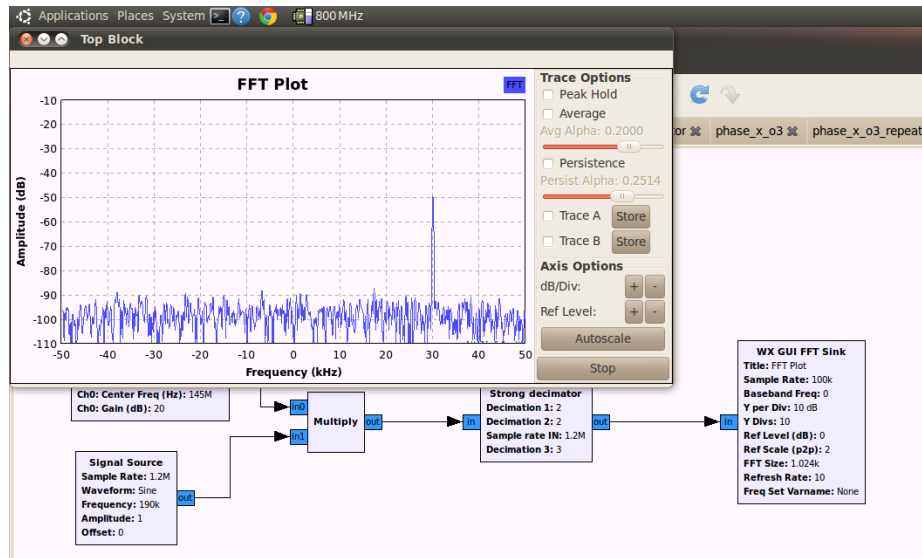 Applications Places System 800 MHz
Top Block
FFT Plot
FFT
-10
-20
-30
-40
-50
-60
-70
-80
-90
-100
-110
Amplitude (dB)
-50 -40 -30 -20 -10 0 10 20 30 40 50
Frequency (kHz)
Trace Options
Peak Hold
Average
Avg Alpha: 0.2000
Persistence
Persist Alpha: 0.2514
Trace A Store
Trace B Store
Axis Options
dB/Div: + -
Ref Level: + -
Autoscale
Stop
tor phase_x_o3 phase_x_o3_repeat
Ch0: Center Freq (Hz): 145M
Ch0: Gain (dB): 20
Signal Source
Sample Rate: 1.2M
Waveform: Sine
Frequency: 190k
Amplitude: 1
Offset: 0
out
in0
in1
Multiply
out
in
Strong decimator
Decimation 1: 2
Decimation 2: 2
Sample rate IN: 1.2M
Decimation 3: 3
out
in
WX GUI FFT Sink
Title: FFT Plot
Sample Rate: 100k
Baseband Freq: 0
Y per Div: 10 dB
Y Divs: 10
Ref Level (dB): 0
Ref Scale (p2p): 2
FFT Size: 1.024k
Refresh Rate: 10
Freq Set Varname: None